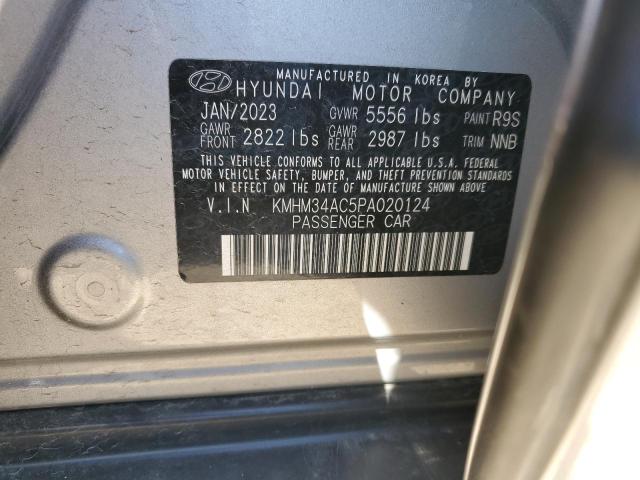 MANUFACTURED IN KOREA BY
HYUNDAI MOTOR COMPANY
JAN/2023 GVWR 5556 lbs PAINT R9S
GAWR FRONT 2822 lbs GAWR REAR 2987 lbs TRIM NNB
THIS VEHICLE CONFORMS TO ALL APPLICABLE U.S.A. FEDERAL
MOTOR VEHICLE SAFETY, BUMPER, AND THEFT PREVENTION STANDARDS
IN EFFECT ON THE DATE OF MANUFACTURE SHOWN ABOVE.
V.I.N KMHM34AC5PA020124
PASSENGER CAR